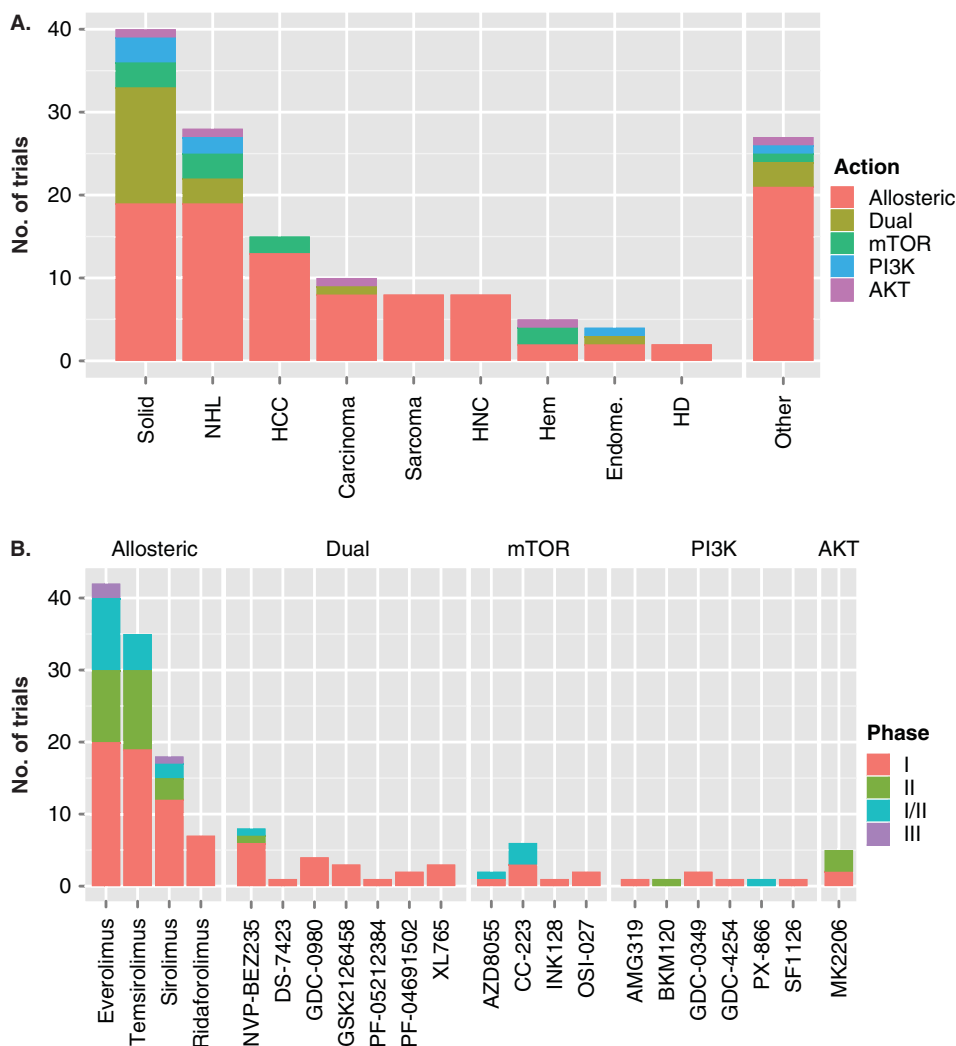 A.
No. of trials
40
30
20
10
0
Solid
NHL
HCC
Carcinoma
Sarcoma
HNC
Hem
Endome.
HD
Other
Action
Allosteric
Dual
mTOR
PI3K
AKT
B.
Allosteric
Dual
mTOR
PI3K
AKT
No. of trials
40
30
20
10
0
Everolimus
Temsirolimus
Sirolimus
Ridaforolimus
NVP-BEZ235
DS-7423
GDC-0980
GSK2126458
PF-05212384
PF-04691502
XL765
AZD8055
CC-223
INK128
OSI-027
AMG319
BKM120
GDC-0349
GDC-4254
PX-866
SF1126
MK2206
Phase
I
II
I/II
III